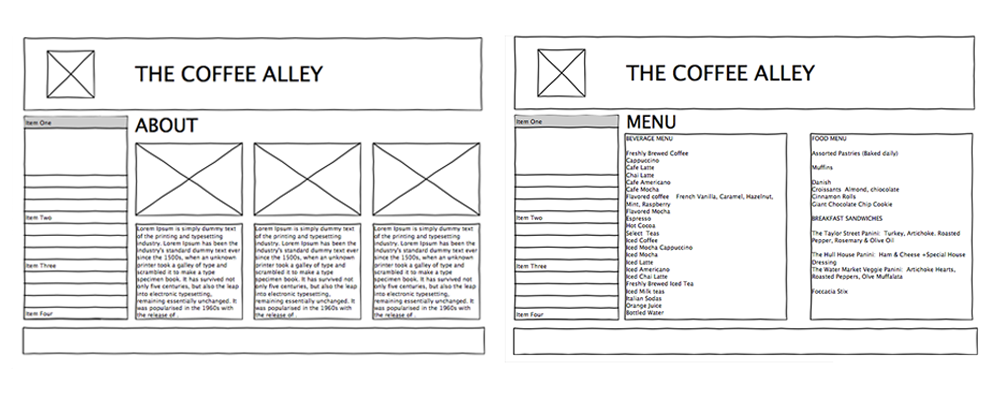 THE COFFEE ALLEY
Item One
Item Two
Item Three
Item Four
ABOUT
Lorem Ipsum is simply dummy text
of the printing and typesetting
industry. Lorem Ipsum has been the
industry's standard dummy text ever
since the 1500s, when an unknown
printer took a galley of type and
scrambled it to make a type
specimen book. It has survived not
only five centuries, but also the leap
into electronic typesetting,
remaining essentially unchanged. It
was popularised in the 1960s with
the release of .
Lorem Ipsum is simply dummy text
of the printing and typesetting
industry. Lorem Ipsum has been the
industry's standard dummy text ever
since the 1500s, when an unknown
printer took a galley of type and
scrambled it to make a type
specimen book. It has survived not
only five centuries, but also the leap
into electronic typesetting,
remaining essentially unchanged. It
was popularised in the 1960s with
the release of .
Lorem Ipsum is simply dummy text
of the printing and typesetting
industry. Lorem Ipsum has been the
industry's standard dummy text ever
since the 1500s, when an unknown
printer took a galley of type and
scrambled it to make a type
specimen book. It has survived not
only five centuries, but also the leap
into electronic typesetting,
remaining essentially unchanged. It
was popularised in the 1960s with
the release of .
THE COFFEE ALLEY
Item One
Item Two
Item Three
Item Four
MENU
BEVERAGE MENU
Freshly Brewed Coffee
Cappuccino
Cafe Latte
Chai Latte
Cafe Americano
Cafe Mocha
Flavored coffee French Vanilla, Caramel, Hazelnut,
Mint, Raspberry
Flavored Mocha
Espresso
Hot Cocoa
Select Teas
Iced Coffee
Iced Mocha Cappuccino
Iced Mocha
Iced Latte
Iced Americano
Iced Chai Latte
Freshly Brewed Iced Tea
Iced Milk teas
Italian Sodas
Orange Juice
Bottled Water
FOOD MENU
Assorted Pastries (Baked daily)
Muffins
Danish
Croissants Almond, chiocolate
Cinnamon Rolls
Giant Chocolate Chip Cookie
BREAKFAST SANDWICHES
The Taylor Street Panini: Turkey, Artichoke, Roasted
Pepper, Rosemary & Olive Oil
The Hull House Panini: Ham & Cheese +Special House
Dressing
The Water Market Veggie Panini: Artichoke Hearts,
Roasted Peppers, Olve Muffalata
Foccacia Stix